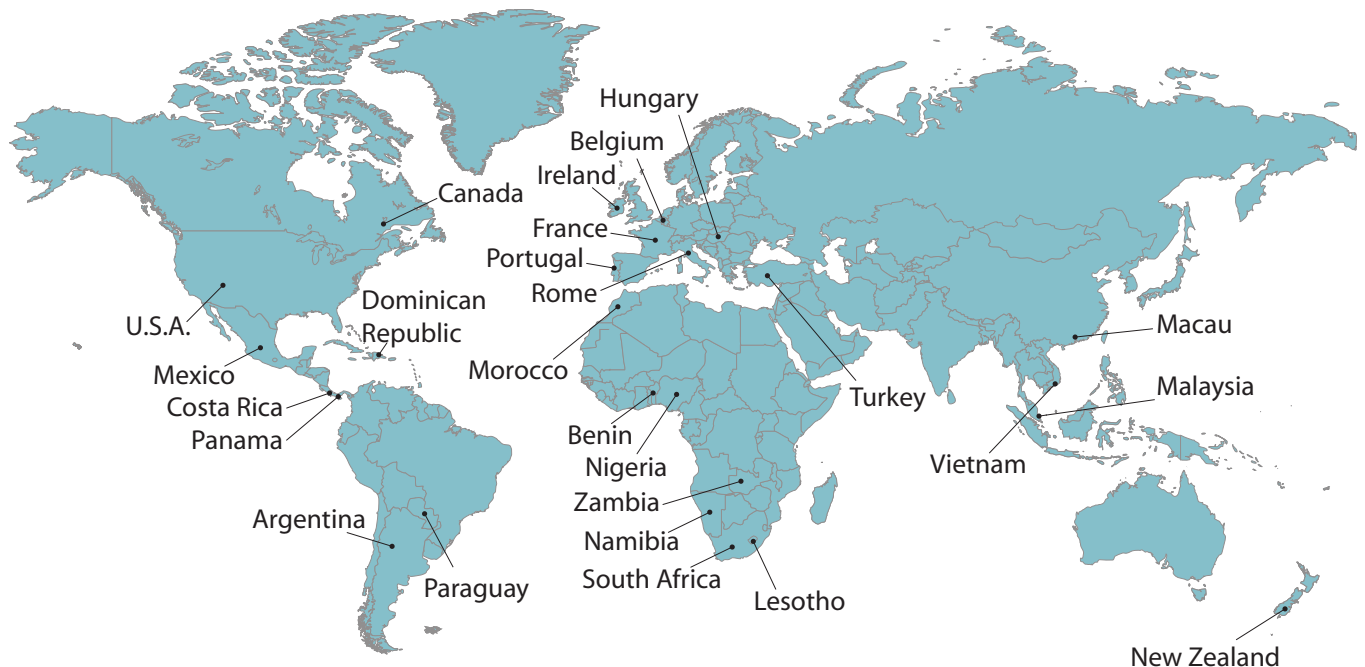 Hungary
Belgium
Ireland
Canada
France
Portugal
Rome
Dominican
Republic
U.S.A.
Macau
Morocco
Mexico
Malaysia
Turkey
Costa Rica
Panama
Benin
Vietnam
Nigeria
Zambia
Argentina
Namibia
South Africa
Paraguay
Lesotho
New Zealand